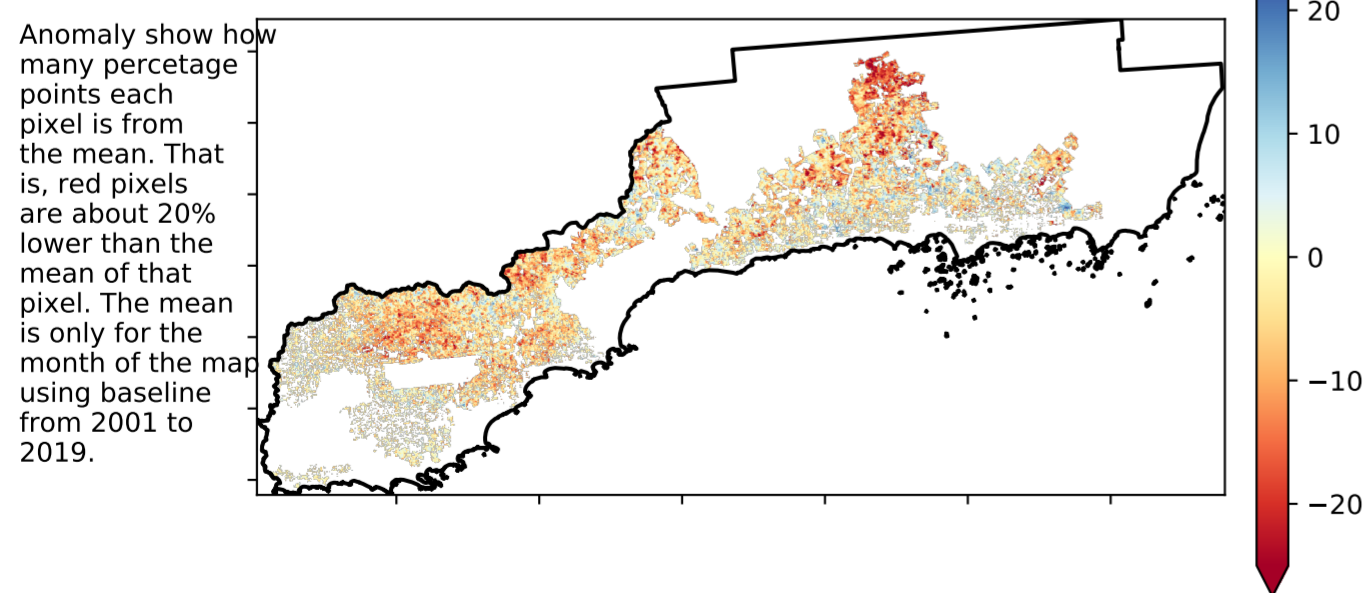 Anomaly show how
many percetage
points each
pixel is from
the mean. That
is, red pixels
are about 20%
lower than the
mean of that
pixel. The mean
is only for the
month of the map
using baseline
from 2001 to
2019.
20
10
0
−10
−20